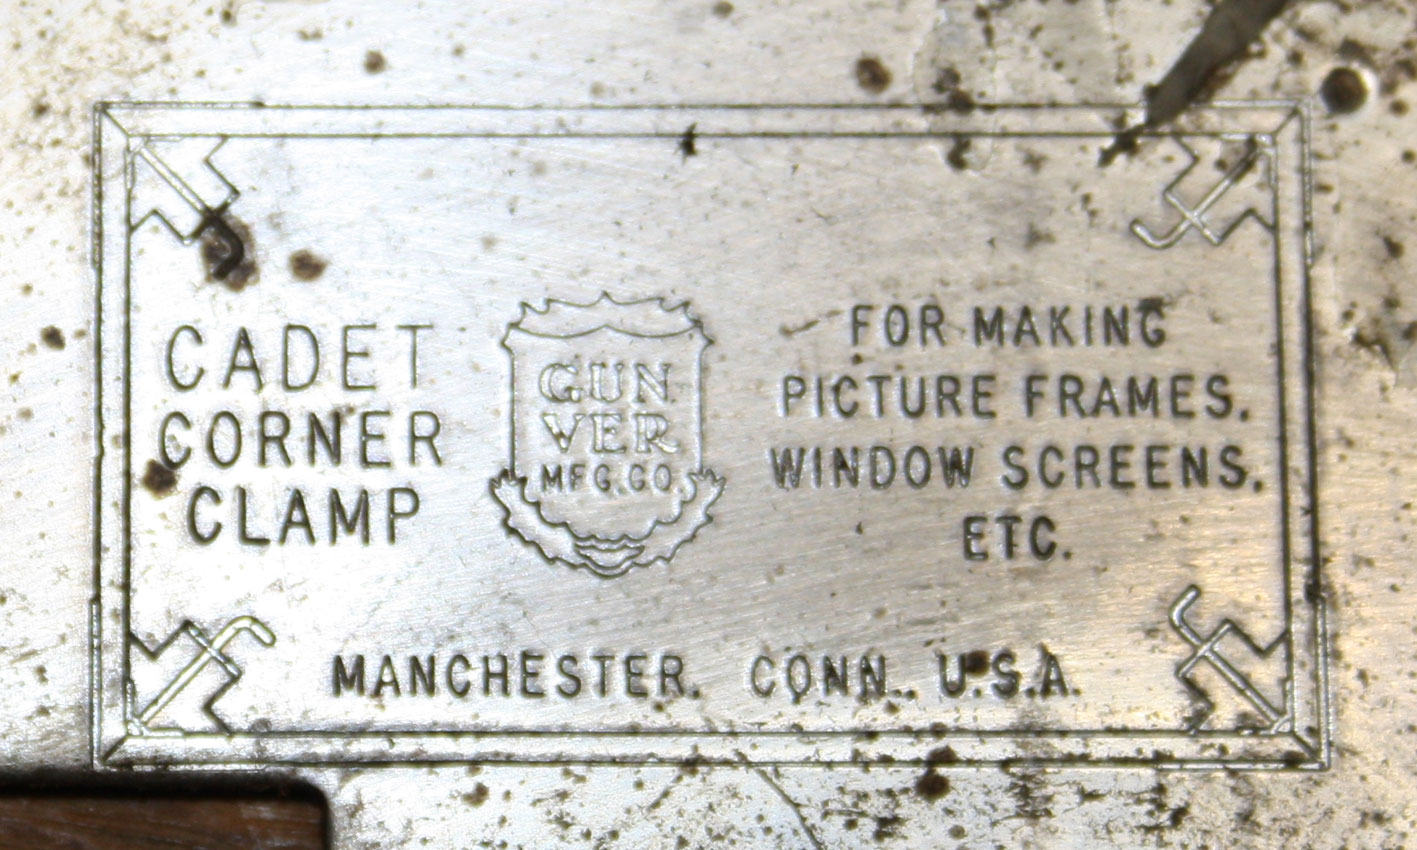 CADET
CORNER
CLAMP
GUN
VER
MFG. CO.
FOR MAKING
PICTURE FRAMES.
WINDOW SCREENS.
ETC.
MANCHESTER. CONN.. U.S.A.